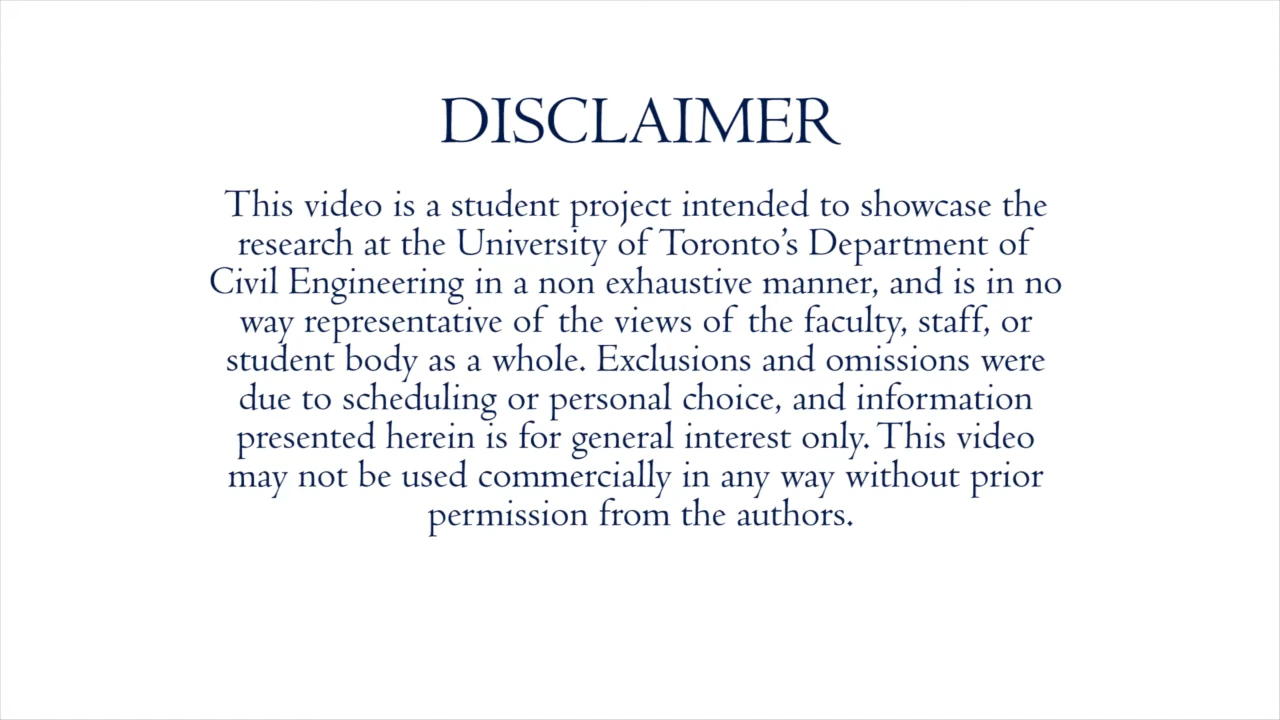 DISCLAIMER
This video is a student project intended to showcase the
research at the University of Toronto’s Department of
Civil Engineering in a non exhaustive manner, and is in no
way representative of the views of the faculty, staff, or
student body as a whole. Exclusions and omissions were
due to scheduling or personal choice, and information
presented herein is for general interest only. This video
may not be used commercially in any way without prior
permission from the authors.